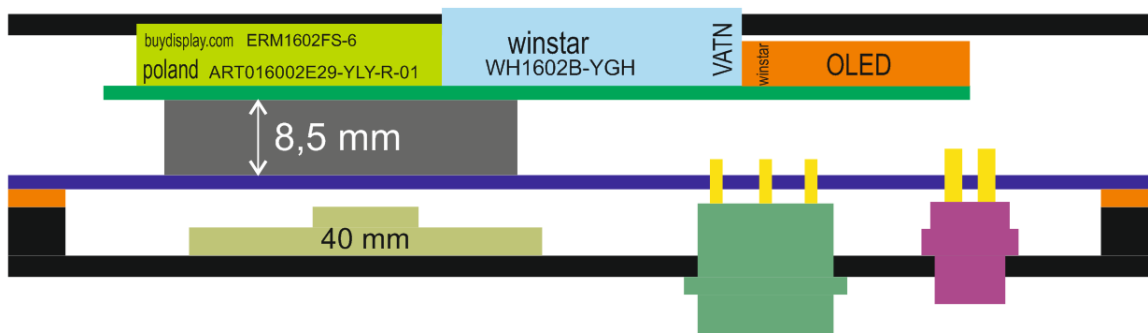 buydisplay.com ERM1602FS-6
poland ART016002E29-YLY-R-01
winstar
WH1602B-YGH
VATN
winstar
OLED
8,5 mm
40 mm